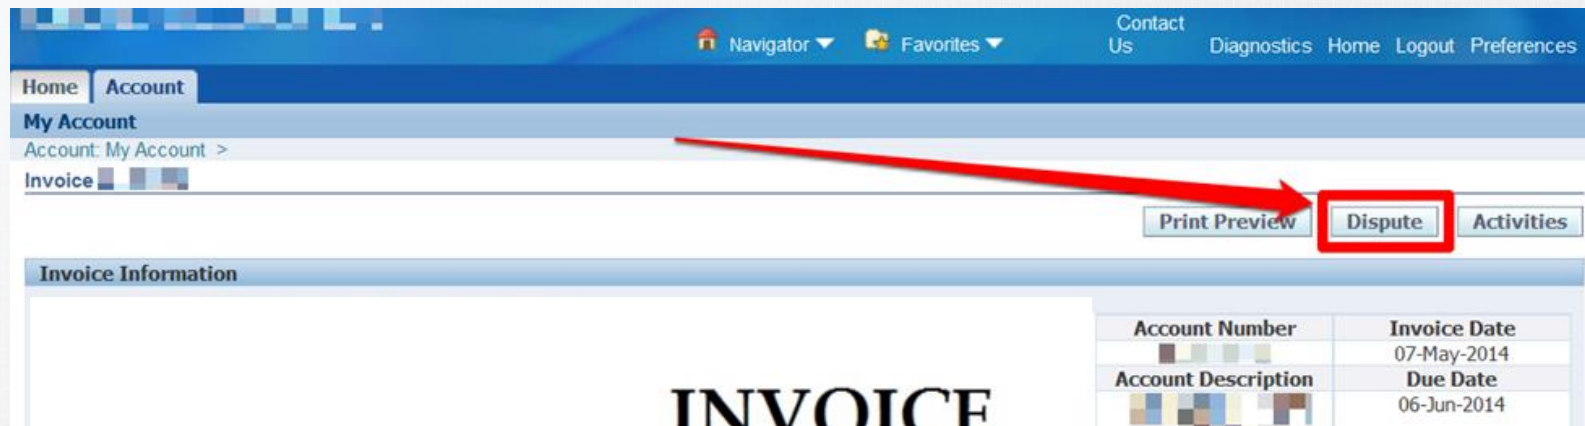 Navigator Favorites Contact Us Diagnostics Home Logout Preferences
Home Account
My Account
Account: My Account >
Invoice
Print Preview Dispute Activities
Invoice Information
Account Number Invoice Date
07-May-2014
Account Description Due Date
06-Jun-2014
INVOICE